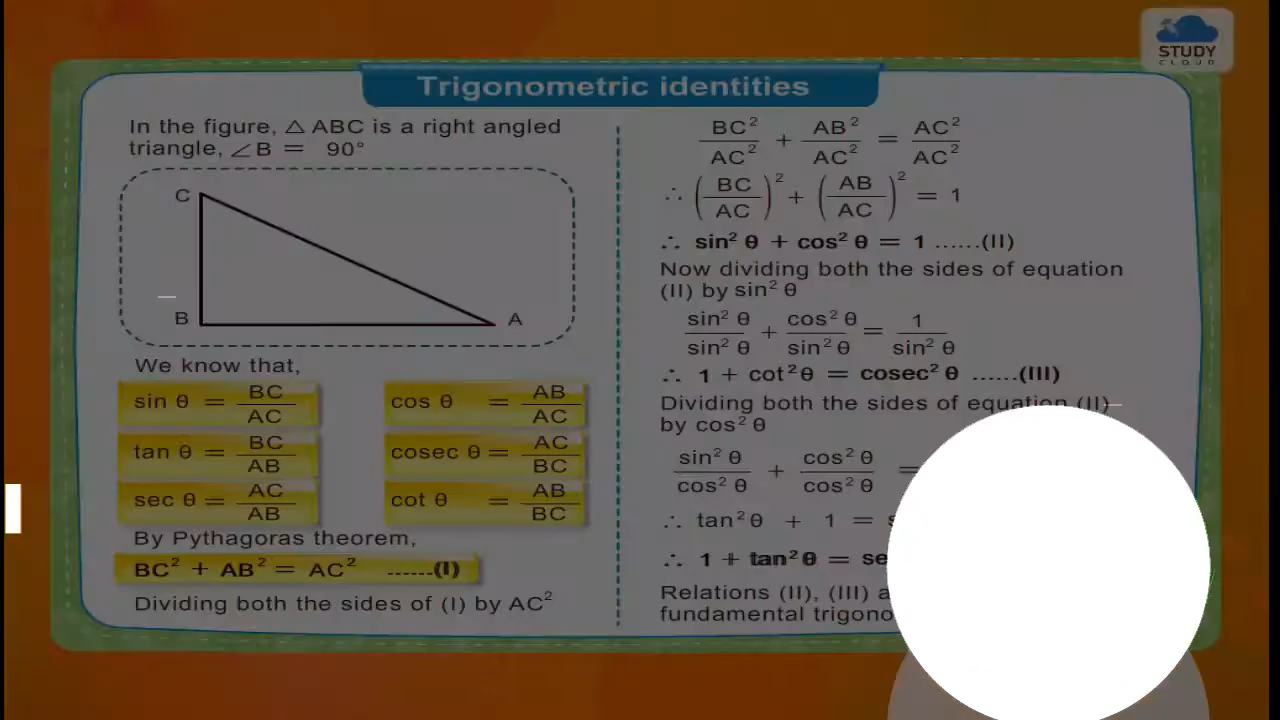 STUDY
CLOUD
Trigonometric identities
In the figure, △ ABC is a right angled
triangle, ∠B = 90°
C
B
A
We know that,
sin θ = BC/AC
cos θ = AB/AC
tan θ = BC/AB
cosec θ = AC/BC
sec θ = AC/AB
cot θ = AB/BC
By Pythagoras theorem,
BC² + AB² = AC² ......(I)
Dividing both the sides of (I) by AC²
BC²/AC² + AB²/AC² = AC²/AC²
∴ (BC/AC)² + (AB/AC)² = 1
∴ sin² θ + cos² θ = 1 ......(II)
Now dividing both the sides of equation
(II) by sin² θ
sin² θ/sin² θ + cos² θ/sin² θ = 1/sin² θ
∴ 1 + cot² θ = cosec² θ ......(III)
Dividing both the sides of equation (II)
by cos² θ
sin² θ/cos² θ + cos² θ/cos² θ =
∴ tan² θ + 1 =
∴ 1 + tan² θ =
Relations (II), (III)
fundamental